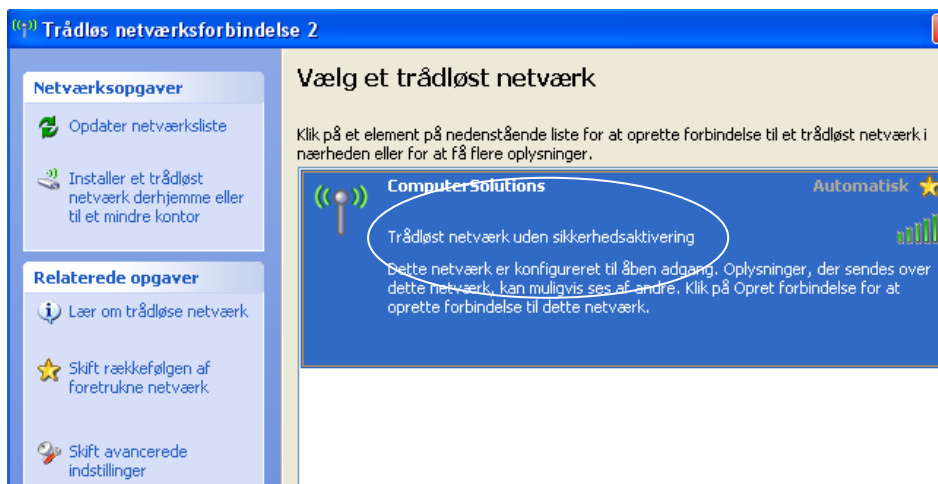 Trådløs netværksforbindelse 2
Netværksopgaver
Opdater netværksliste
Installer et trådløst
netværk derhjemme eller
til et mindre kontor
Relaterede opgaver
Lær om trådløse netværk
Skift rækkefølgen af
foretrukne netværk
Skift avancerede
indstillinger
Vælg et trådløst netværk
Klik på et element på nedenstående liste for at oprette forbindelse til et trådløst netværk i
nærheden eller for at få flere oplysninger.
ComputerSolutions
Automatisk
Trådløst netværk uden sikkerhedsaktivering
Dette netværk er konfigureret til åben adgang. Oplysninger, der sendes over
dette netværk, kan muligvis ses af andre. Klik på Opret forbindelse for at
oprette forbindelse til dette netværk.